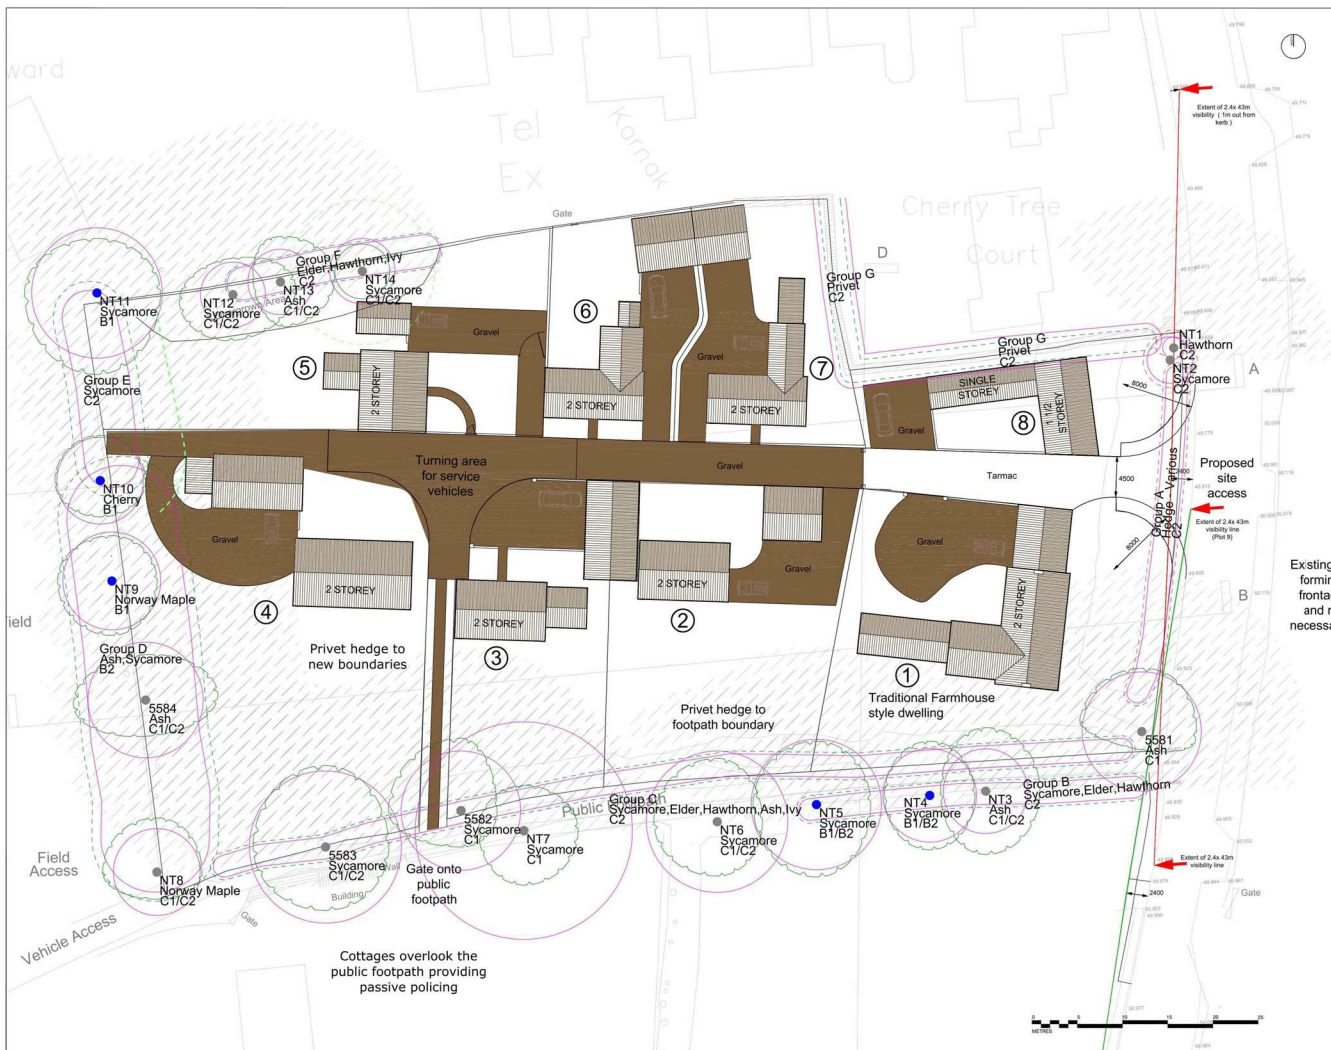 ward
Tel
Ex
Karnak
Gate
Cherry Tree
Court
D
Extent of 2.4x 43m
visibility ( 1m out from
kerb )
Group F
Elder,Hawthorn,Ivy
C2
NT11
Sycamore
B1
NT12
Sycamore
C1/C2
NT13
Ash
C1/C2
NT14
Sycamore
C1/C2
Group G
Privet
C2
Group G
Privet
C2
NT1
Hawthorn
C2
NT2
Sycamore
C2
A
8000
Group E
Sycamore
C2
5
2 STOREY
Gravel
6
2 STOREY
Gravel
7
2 STOREY
Gravel
SINGLE
STOREY
1 1/2
STOREY
8
Turning area
for service
vehicles
Gravel
Tarmac
4500
2400
Proposed
site
access
Group A
Hedge - Various
C2
Extent of 2.4x 43m
visibility line
(Plot 9)
8000
NT10
Cherry
B1
Gravel
NT9
Norway Maple
B1
ield
4
2 STOREY
2 STOREY
3
2 STOREY
2
Gravel
Gravel
2 STOREY
1
Traditional Farmhouse
style dwelling
B
Existing
formin
fronta
and r
necessa
Privet hedge to
new boundaries
Group D
Ash,Sycamore
B2
5584
Ash
C1/C2
Privet hedge to
footpath boundary
5581
Ash
C1
Group B
Sycamore,Elder,Hawthorn
C2
NT3
Ash
C1/C2
NT4
Sycamore
B1/B2
NT5
Sycamore
B1/B2
Public
Group C
Sycamore,Elder,Hawthorn,Ash,Ivy
C2
NT6
Sycamore
C1/C2
NT7
Sycamore
C1
5582
Sycamore
C1
5583
Sycamore
C1/C2
Gate onto
public
footpath
Wall
Building
Gate
Field
Access
NT8
Norway Maple
C1/C2
Vehicle Access
Cottages overlook the
public footpath providing
passive policing
Extent of 2.4x 43m
visibility line
2400
Gate
0 5 10 15 20 25
METRES